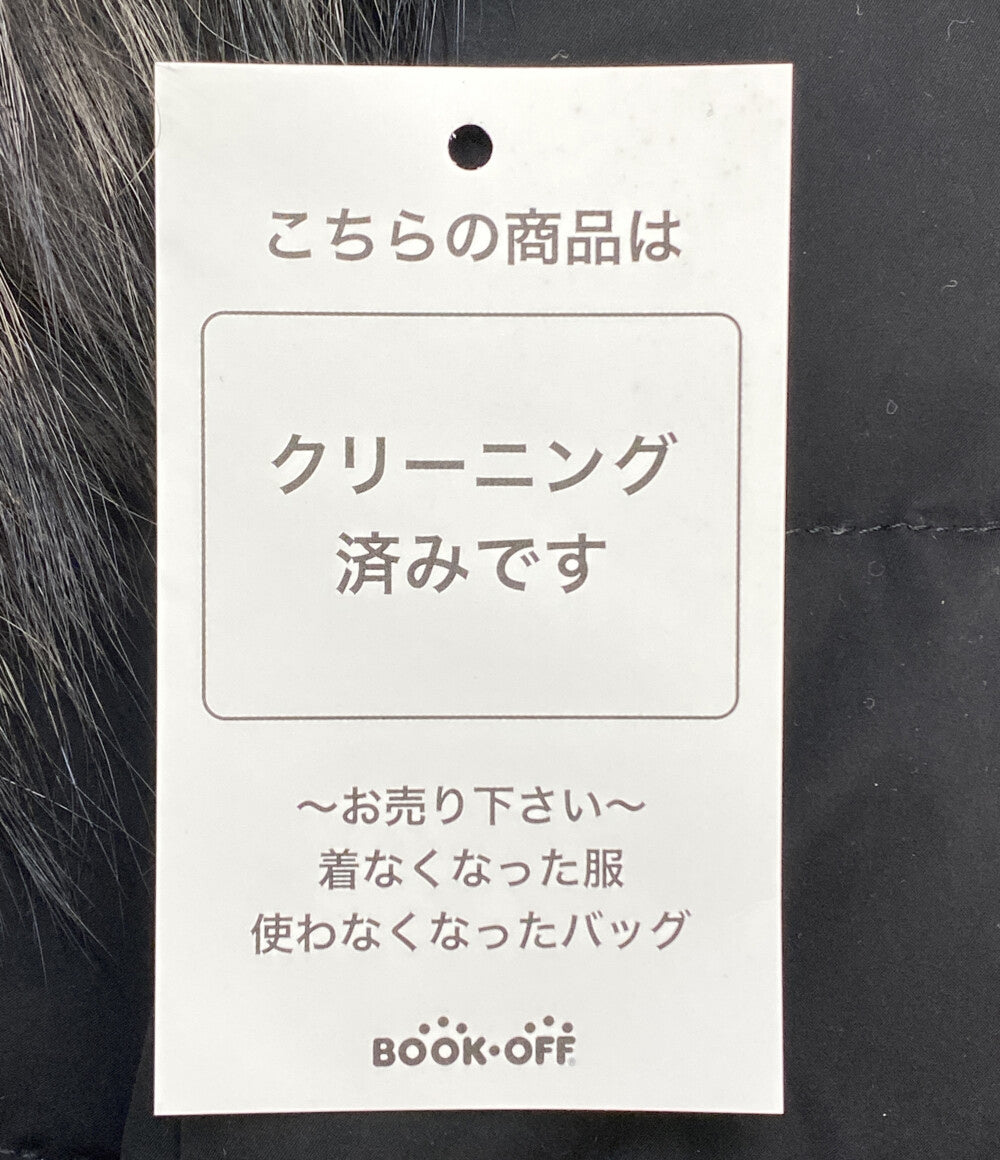 こちらの商品は
クリーニング
済みです
～お売り下さい～
着なくなった服
使わなくなったバッグ
BOOK・OFF®